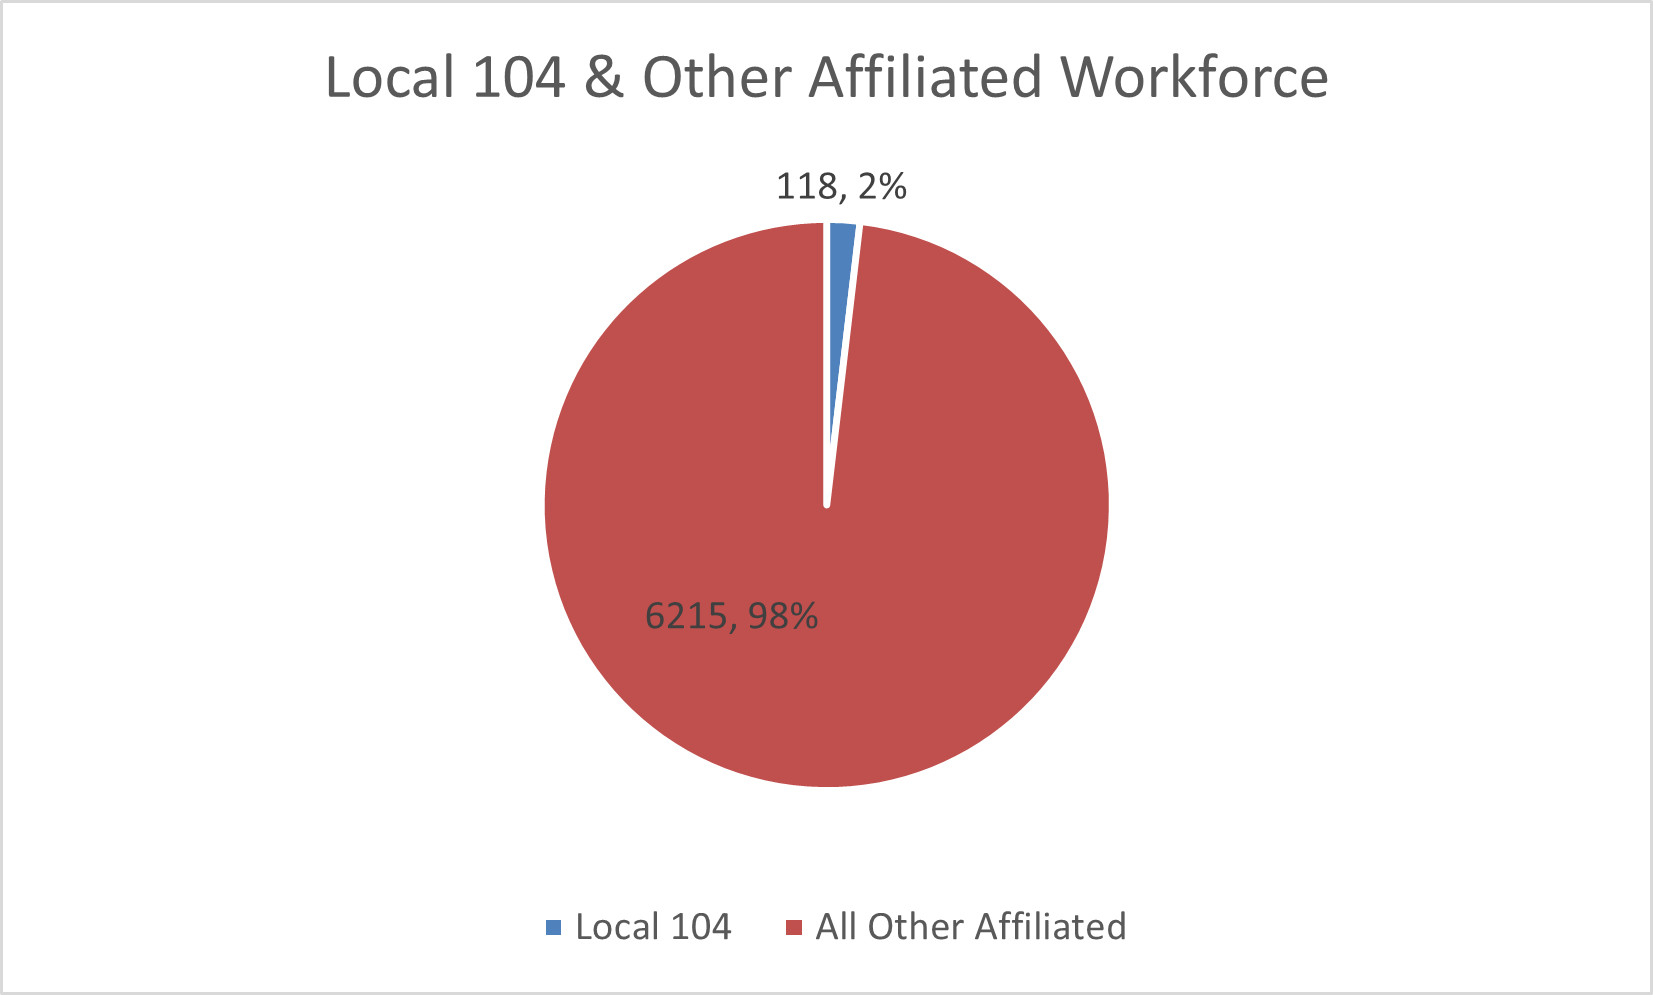 Local 104 & Other Affiliated Workforce
118, 2%
6215, 98%
Local 104
All Other Affiliated